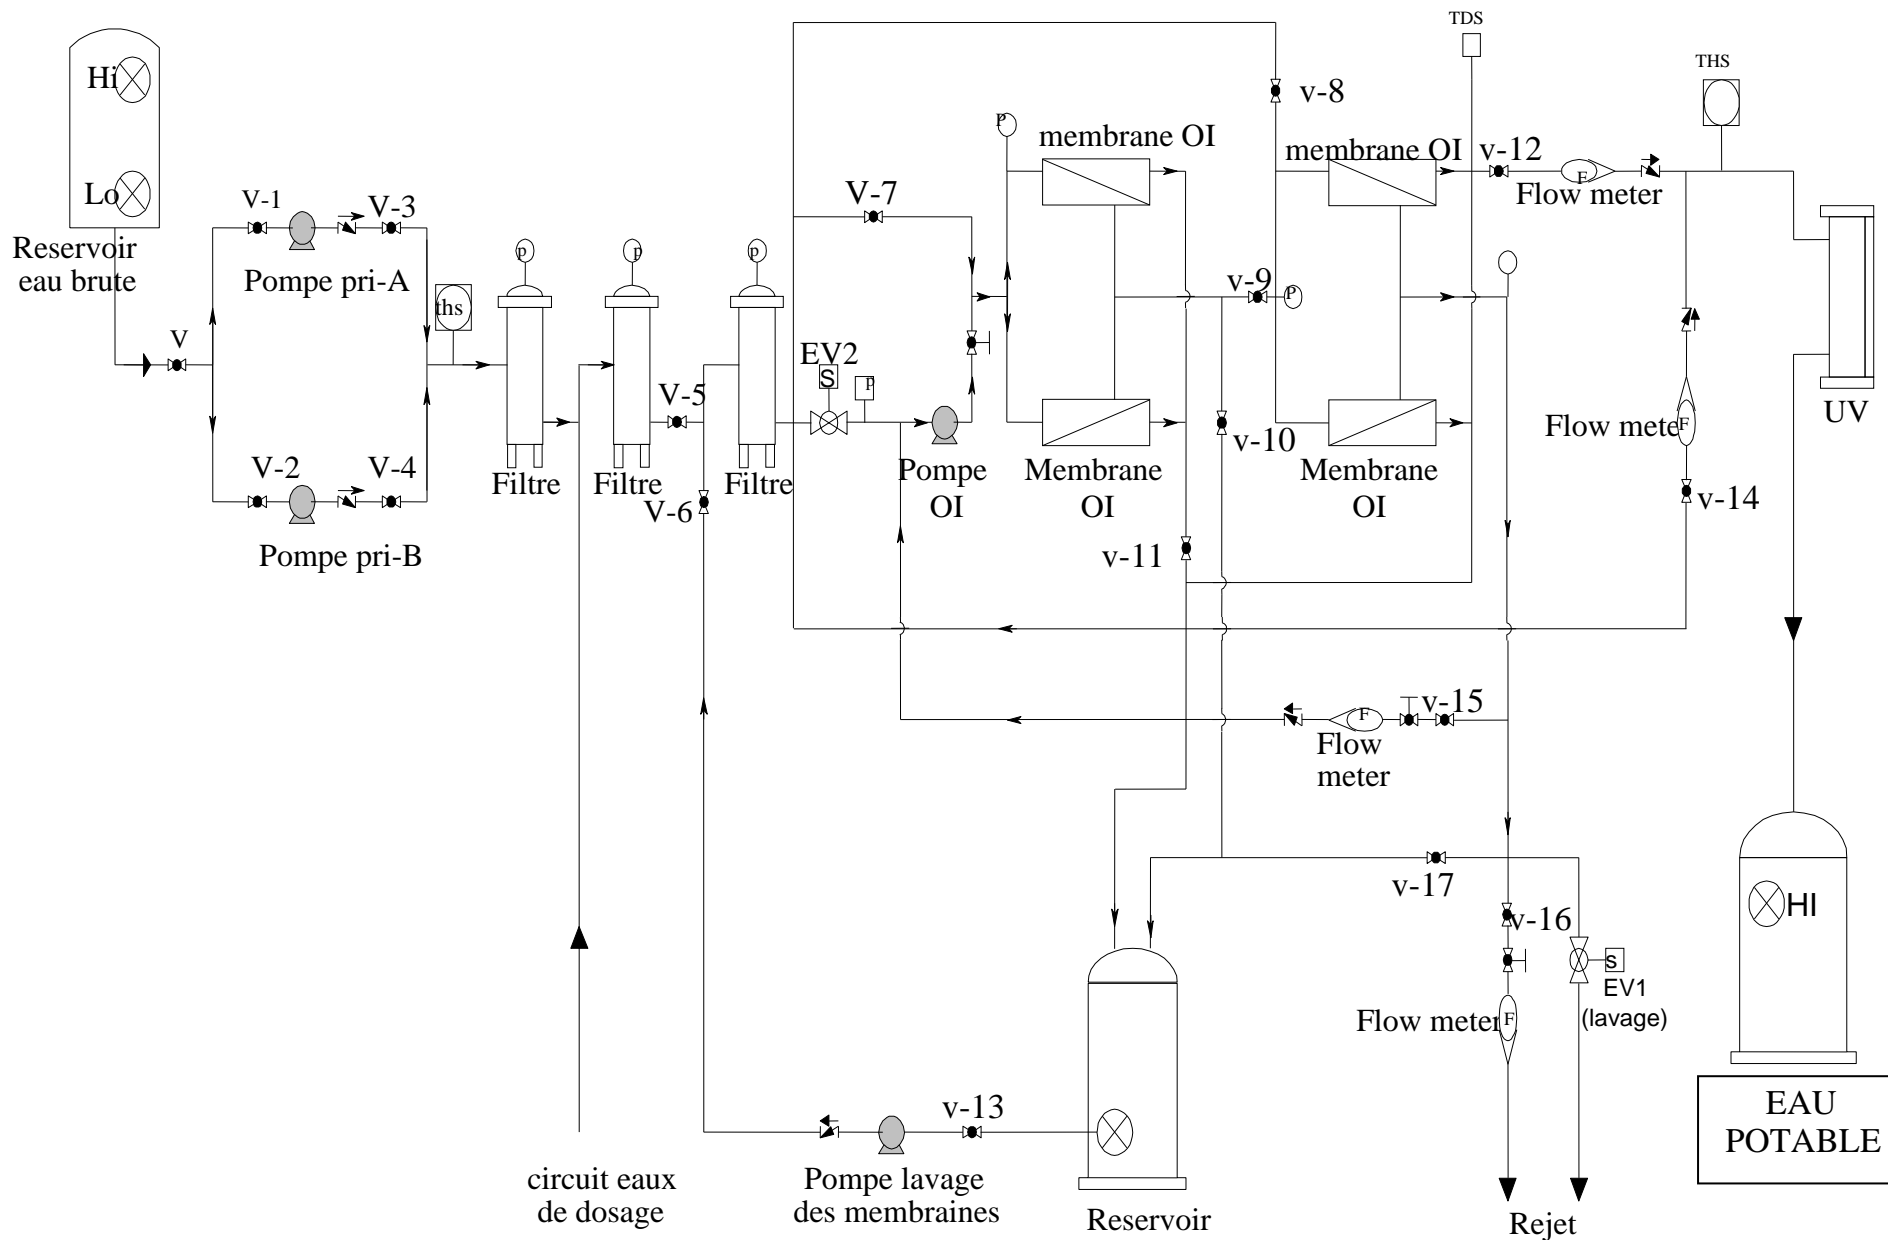 TDS
THS
Hi
v-8
P
membrane OI
membrane OI
v-12
F
Flow meter
Lo
V-1
V-3
V-7
Reservoir
eau brute
Pompe pri-A
p
p
p
ths
v-9
P
V
EV2
S
p
V-5
UV
F
Flow mete
v-10
V-2
V-4
Filtre
Filtre
Filtre
Pompe
OI
Membrane
OI
Membrane
OI
v-14
V-6
Pompe pri-B
v-11
v-15
F
Flow
meter
v-17
v-16
HI
s
EV1
(lavage)
Flow meter
F
v-13
EAU
POTABLE
circuit eaux
de dosage
Pompe lavage
des membraines
Reservoir
Rejet